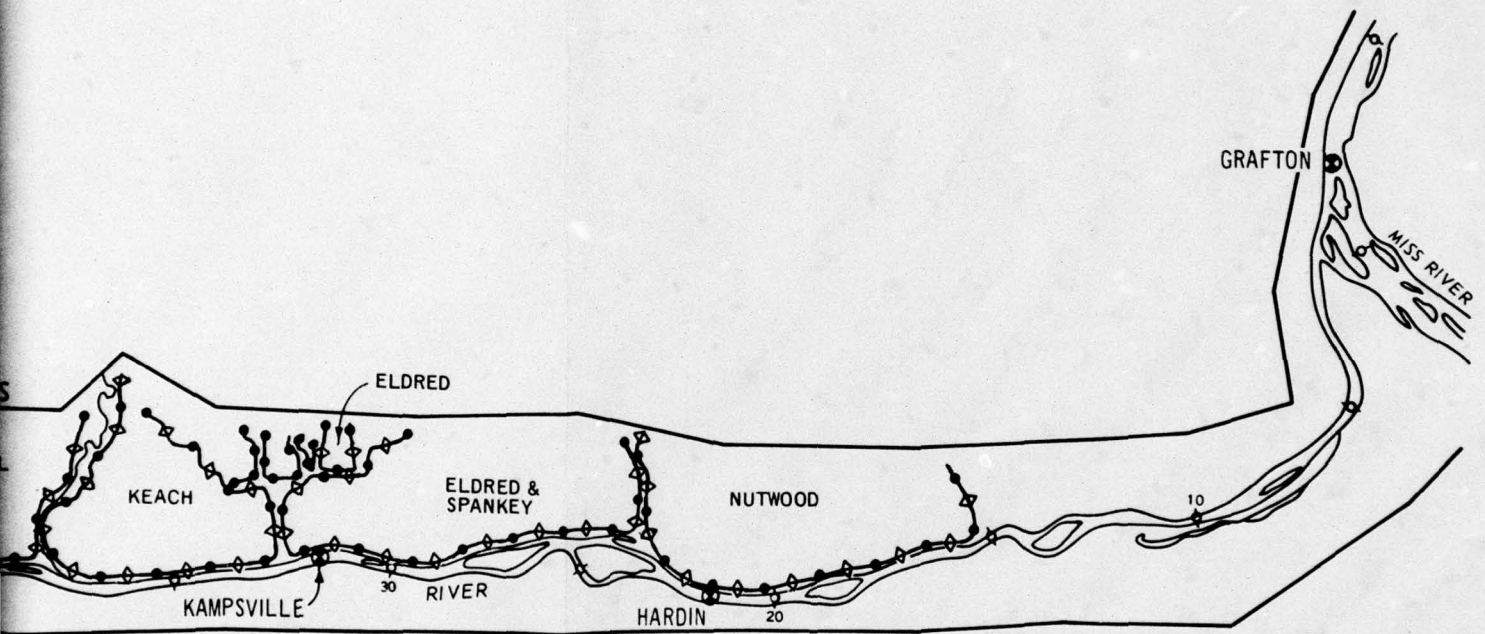 GRAFTON
MISS RIVER
S
ELDRED
L
KEACH
ELDRED &
SPANKEY
NUTWOOD
10
30
RIVER
KAMPSVILLE
HARDIN
20